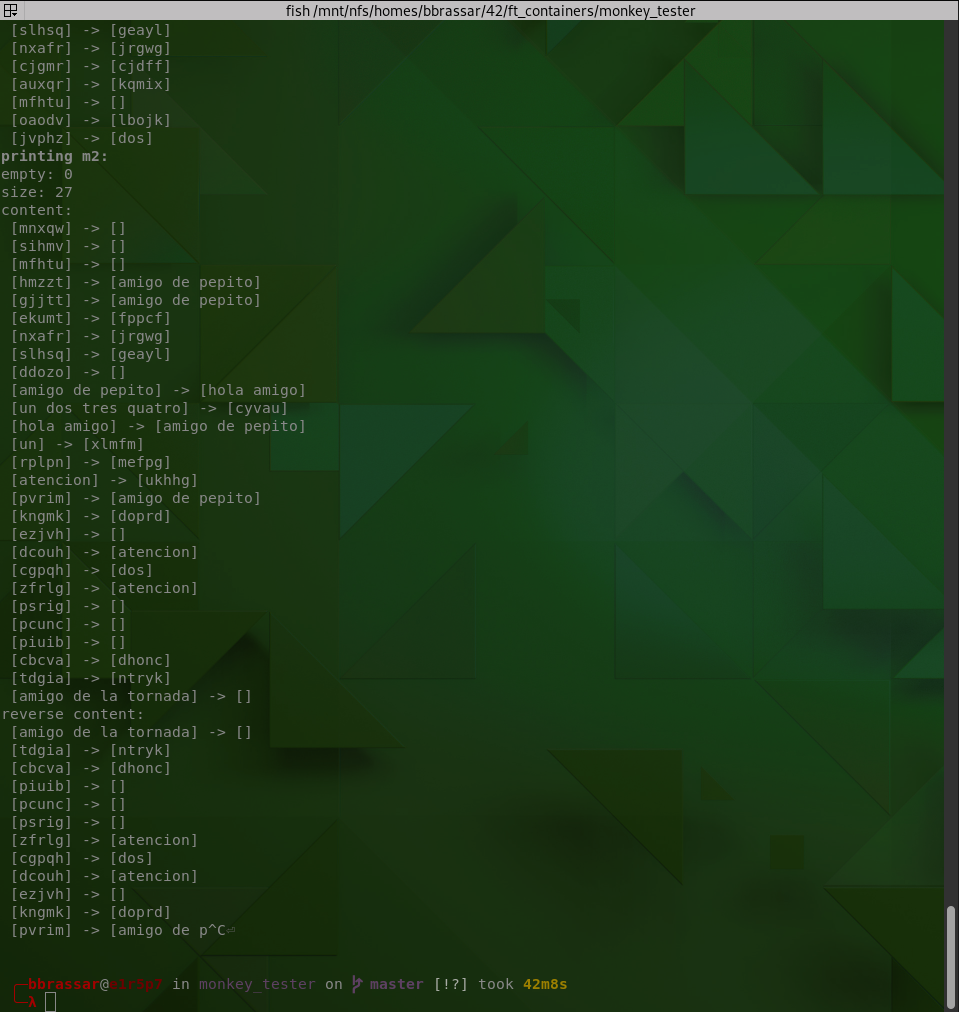 fish /mnt/nfs/homes/bbrassar/42/ft_containers/monkey_tester
[slhsq] -> [geayl]
[nxafr] -> [jrgwg]
[cjgmr] -> [cjdff]
[auxqr] -> [kqmix]
[mfhtu] -> []
[oaodv] -> [lbojk]
[jvphz] -> [dos]
printing m2:
empty: 0
size: 27
content:
[mnxqw] -> []
[sihmv] -> []
[mfhtu] -> []
[hmzzt] -> [amigo de pepito]
[gjjtt] -> [amigo de pepito]
[ekumt] -> [fppcf]
[nxafr] -> [jrgwg]
[slhsq] -> [geayl]
[ddozo] -> []
[amigo de pepito] -> [hola amigo]
[un dos tres quatro] -> [cyvau]
[hola amigo] -> [amigo de pepito]
[un] -> [xlmfm]
[rplpn] -> [mefpg]
[atencion] -> [ukhhg]
[pvrim] -> [amigo de pepito]
[kngmk] -> [doprd]
[ezjvh] -> []
[dcouh] -> [atencion]
[cgpqh] -> [dos]
[zfrlg] -> [atencion]
[psrig] -> []
[pcunc] -> []
[piuib] -> []
[cbcva] -> [dhonc]
[tdgia] -> [ntryk]
[amigo de la tornada] -> []
reverse content:
[amigo de la tornada] -> []
[tdgia] -> [ntryk]
[cbcva] -> [dhonc]
[piuib] -> []
[pcunc] -> []
[psrig] -> []
[zfrlg] -> [atencion]
[cgpqh] -> [dos]
[dcouh] -> [atencion]
[ezjvh] -> []
[kngmk] -> [doprd]
[pvrim] -> [amigo de p^C⏎
bbrassar@ in monkey_tester on master [!?] took 42m8s
λ